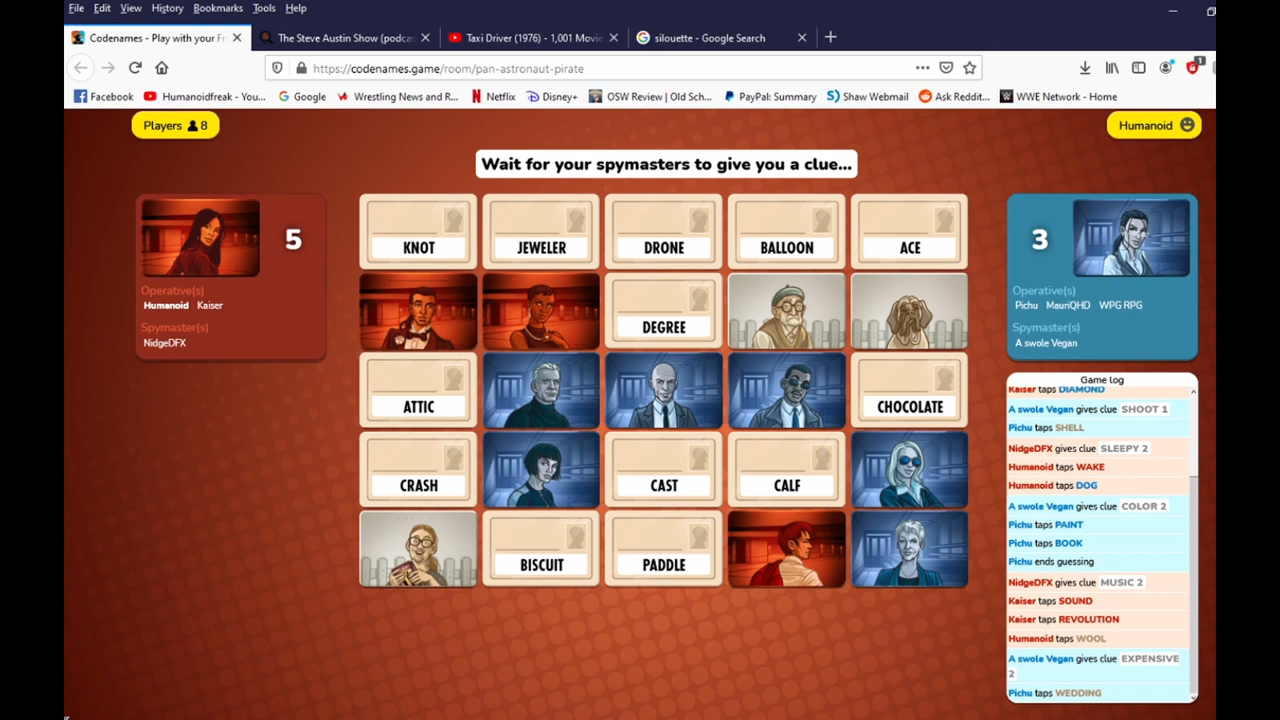 File Edit View History Bookmarks Tools Help
Codenames - Play with your Fr
The Steve Austin Show (podcas
Taxi Driver (1976) - 1,001 Movie
silouette - Google Search
https://codenames.game/room/pan-astronaut-pirate
Facebook Humanoidfreak - You... Google Wrestling News and R... Netflix Disney+ OSW Review | Old Sch... PayPal: Summary Shaw Webmail Ask Reddit... WWE Network - Home
Players 8
Humanoid
Wait for your spymasters to give you a clue...
5
Operative(s)
Humanoid Kaiser
Spymaster(s)
NidgeDFX
KNOT JEWELER DRONE BALLOON ACE
DEGREE
ATTIC CHOCOLATE
CRASH CAST CALF
BISCUIT PADDLE
3
Operative(s)
Pichu MauriQHD WPG RPG
Spymaster(s)
A swole Vegan
Game log
Kaiser taps DIAMOND
A swole Vegan gives clue SHOOT 1
Pichu taps SHELL
NidgeDFX gives clue SLEEPY 2
Humanoid taps WAKE
Humanoid taps DOG
A swole Vegan gives clue COLOR 2
Pichu taps PAINT
Pichu taps BOOK
Pichu ends guessing
NidgeDFX gives clue MUSIC 2
Kaiser taps SOUND
Kaiser taps REVOLUTION
Humanoid taps WOOL
A swole Vegan gives clue EXPENSIVE
2
Pichu taps WEDDING